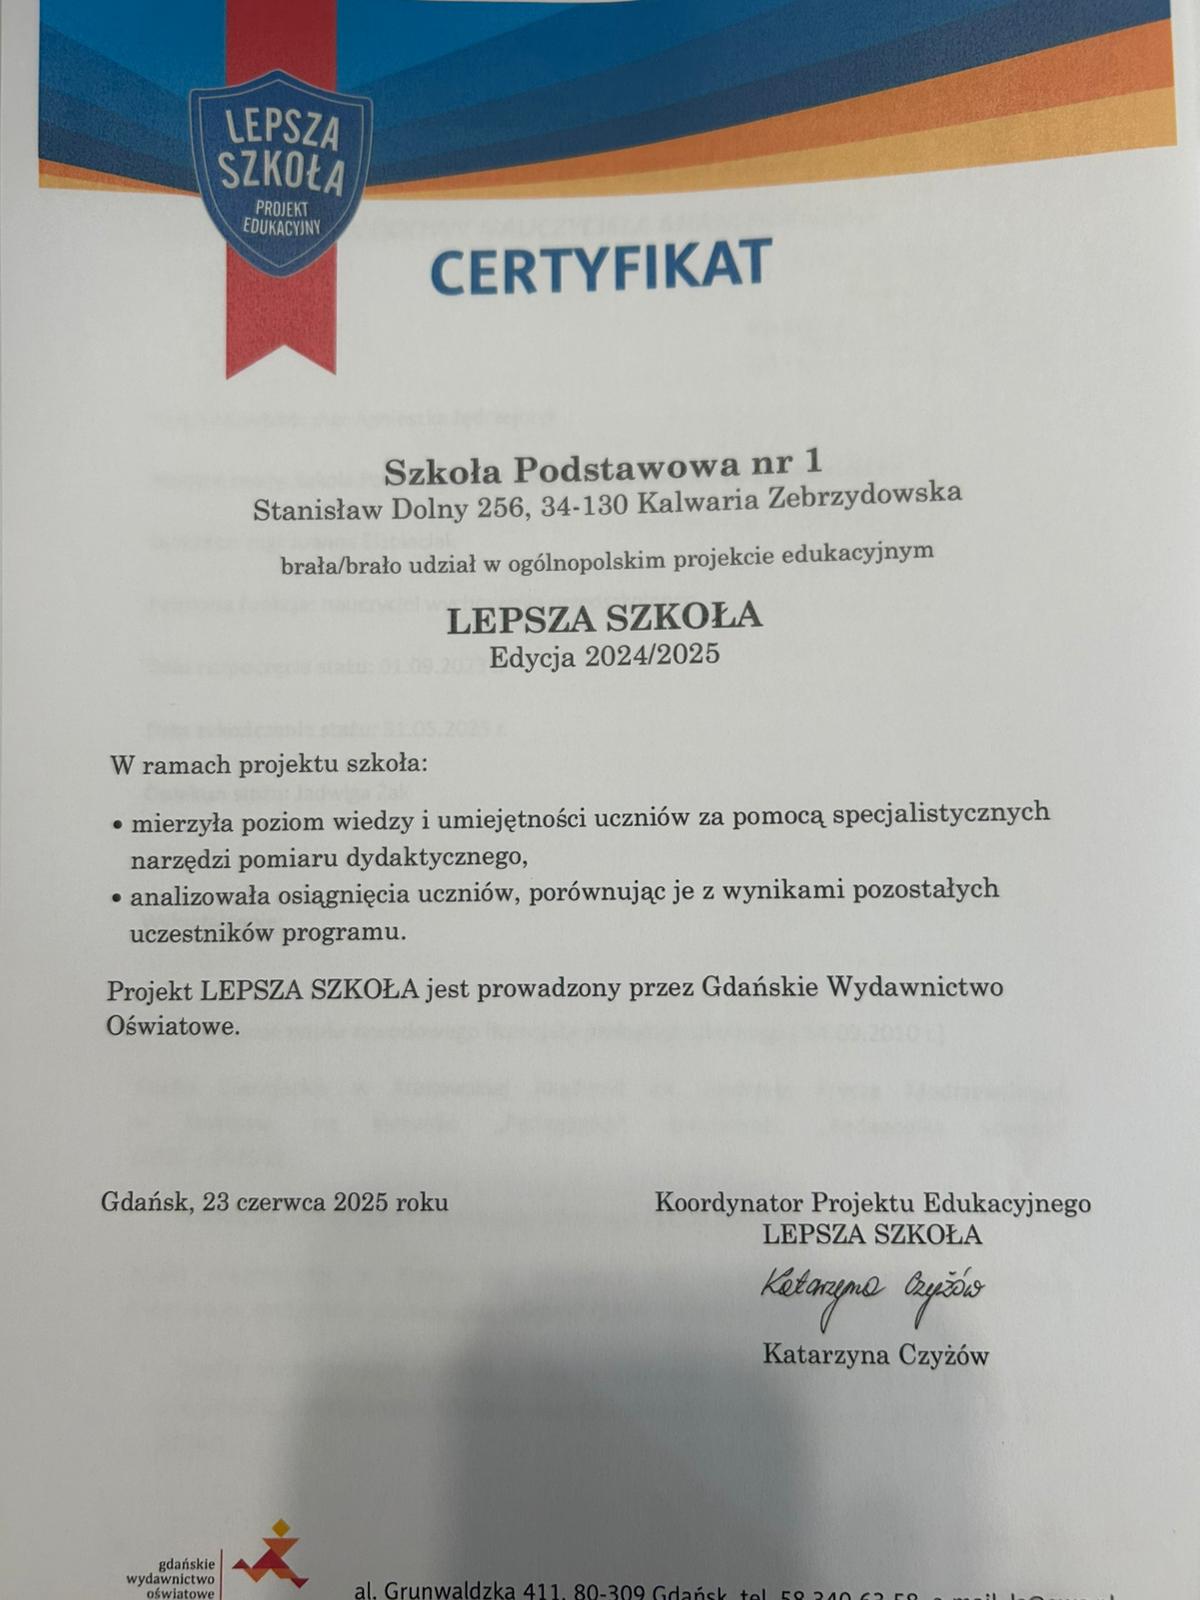 LEPSZA
SZKOŁA
PROJEKT
EDUKACYJNY
CERTYFIKAT
Szkoła Podstawowa nr 1
Stanisław Dolny 256, 34-130 Kalwaria Zebrzydowska
brała/brało udział w ogólnopolskim projekcie edukacyjnym
LEPSZA SZKOŁA
Edycja 2024/2025
W ramach projektu szkoła:
• mierzyła poziom wiedzy i umiejętności uczniów za pomocą specjalistycznych
narzędzi pomiaru dydaktycznego,
• analizowała osiągnięcia uczniów, porównując je z wynikami pozostałych
uczestników programu.
Projekt LEPSZA SZKOŁA jest prowadzony przez Gdańskie Wydawnictwo
Oświatowe.
Gdańsk, 23 czerwca 2025 roku
Koordynator Projektu Edukacyjnego
LEPSZA SZKOŁA
Katarzyna Czyżów
Katarzyna Czyżów
gdańskie
wydawnictwo
oświatowe
al. Grunwaldzka 411, 80-309 Gdańsk, tel. 58 340 63 58, e-mail: